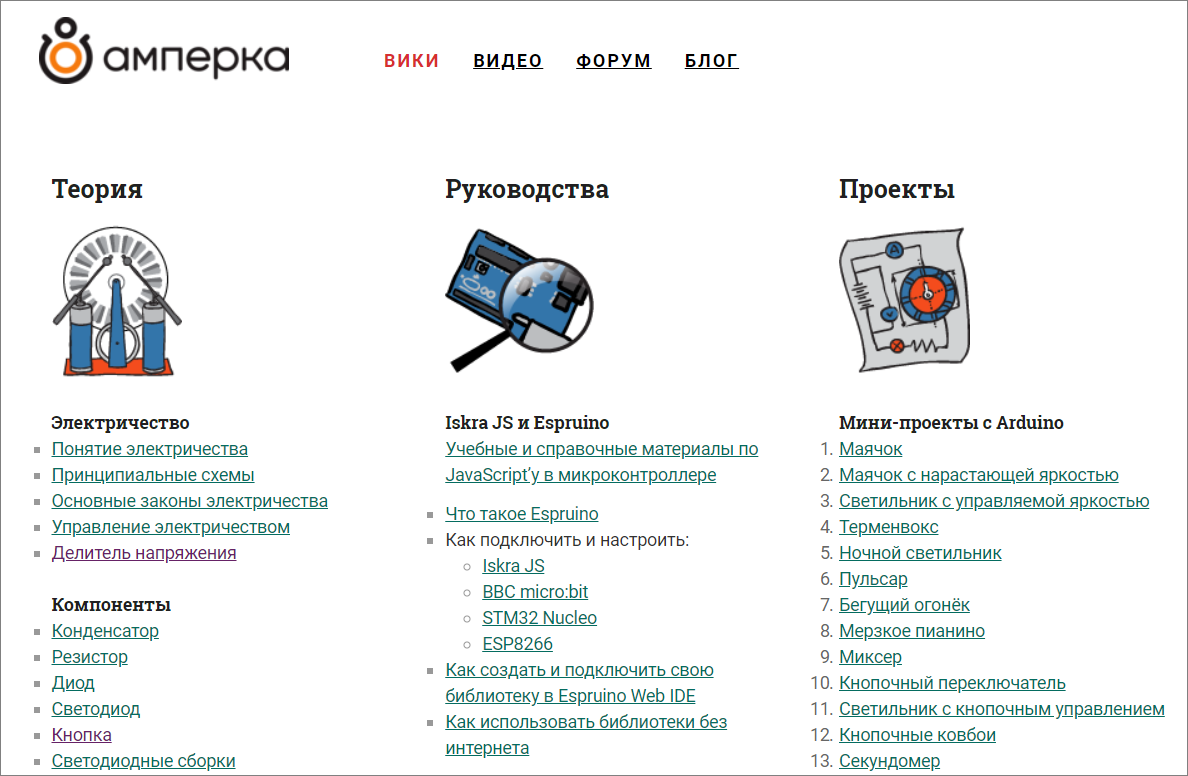 амперка
ВИКИ ВИДЕО ФОРУМ БЛОГ
Теория
Электричество
Понятие электричества
Принципиальные схемы
Основные законы электричества
Управление электричеством
Делитель напряжения
Компоненты
Конденсатор
Резистор
Диод
Светодиод
Кнопка
Светодиодные сборки
Руководства
Iskra JS и Espruino
Учебные и справочные материалы по
JavaScript’у в микроконтроллере
Что такое Espruino
Как подключить и настроить:
Iskra JS
BBC micro:bit
STM32 Nucleo
ESP8266
Как создать и подключить свою
библиотеку в Espruino Web IDE
Как использовать библиотеки без
интернета
Проекты
A
V
Мини-проекты с Arduino
1. Маячок
2. Маячок с нарастающей яркостью
3. Светильник с управляемой яркостью
4. Терменвокс
5. Ночной светильник
6. Пульсар
7. Бегущий огонёк
8. Мерзкое пианино
9. Миксер
10. Кнопочный переключатель
11. Светильник с кнопочным управлением
12. Кнопочные ковбои
13. Секундомер